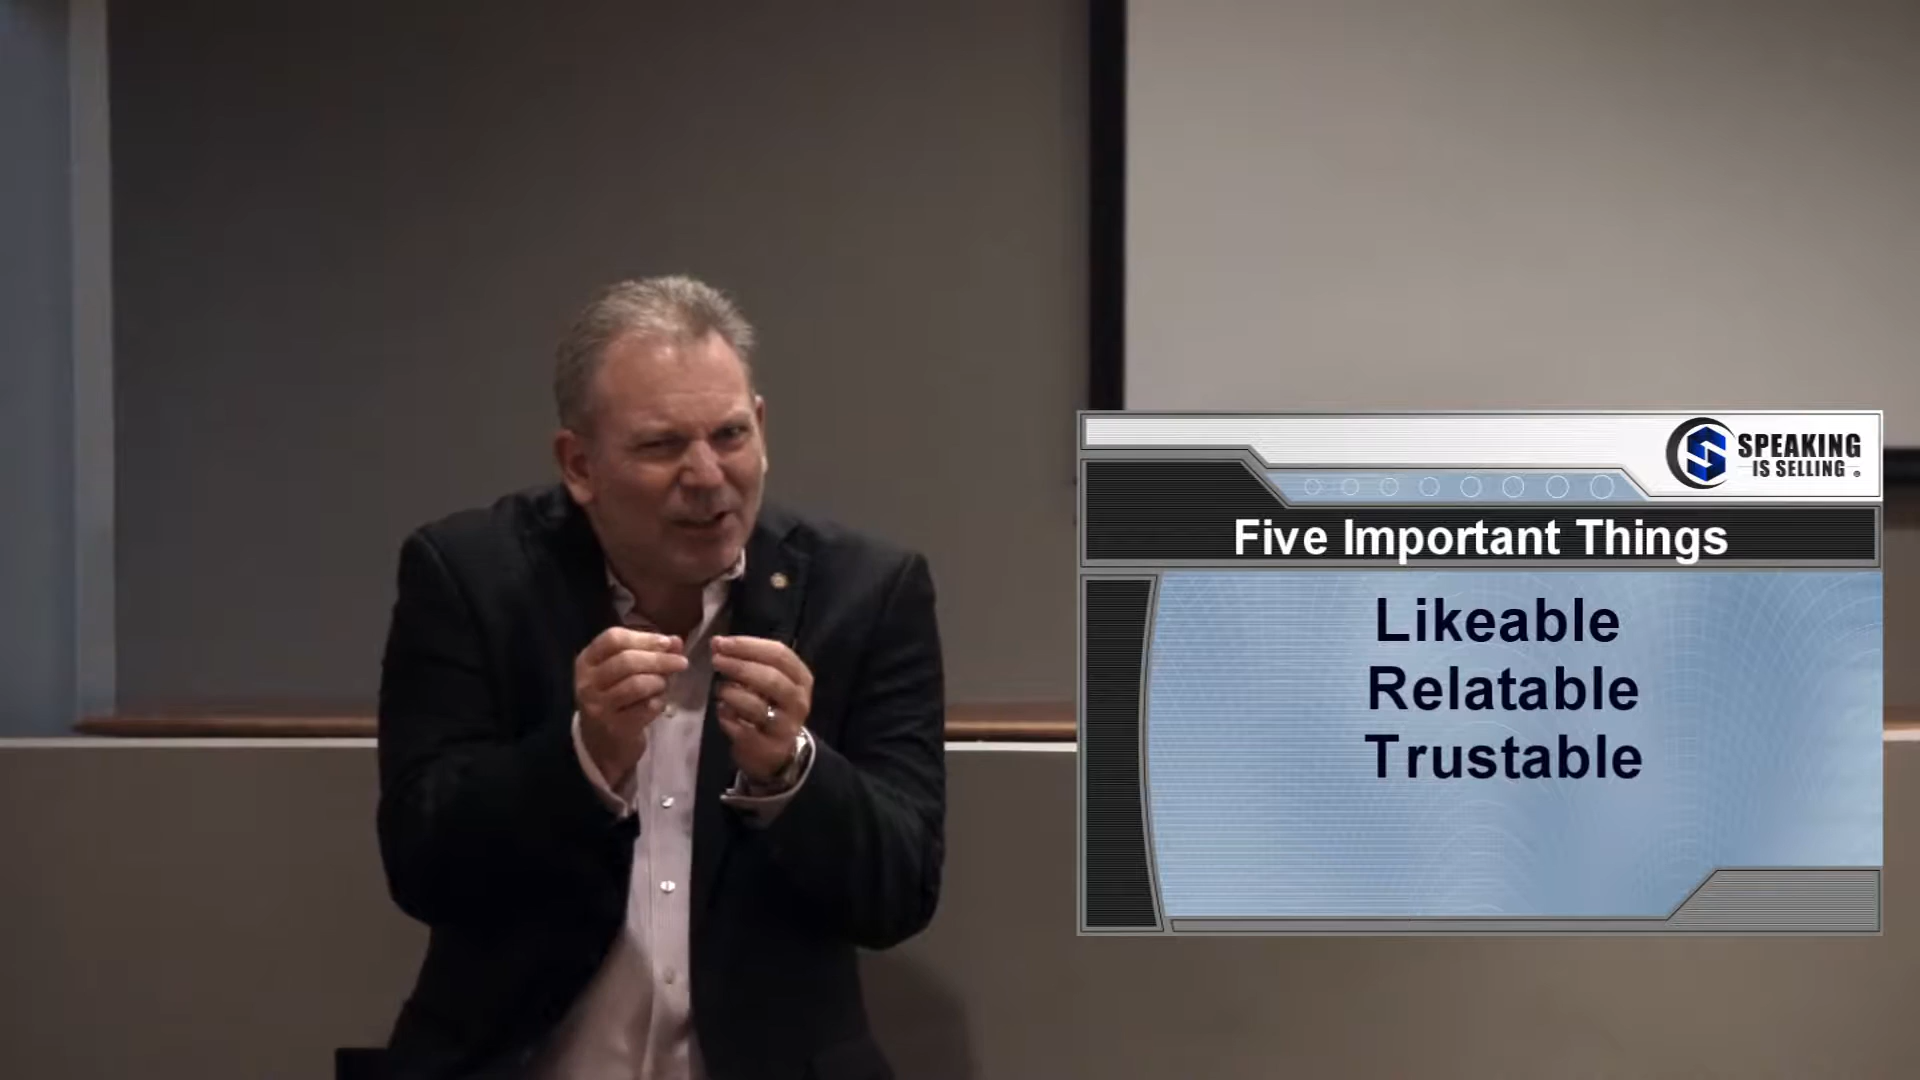 SPEAKING
IS SELLING ®
Five Important Things
Likeable
Relatable
Trustable